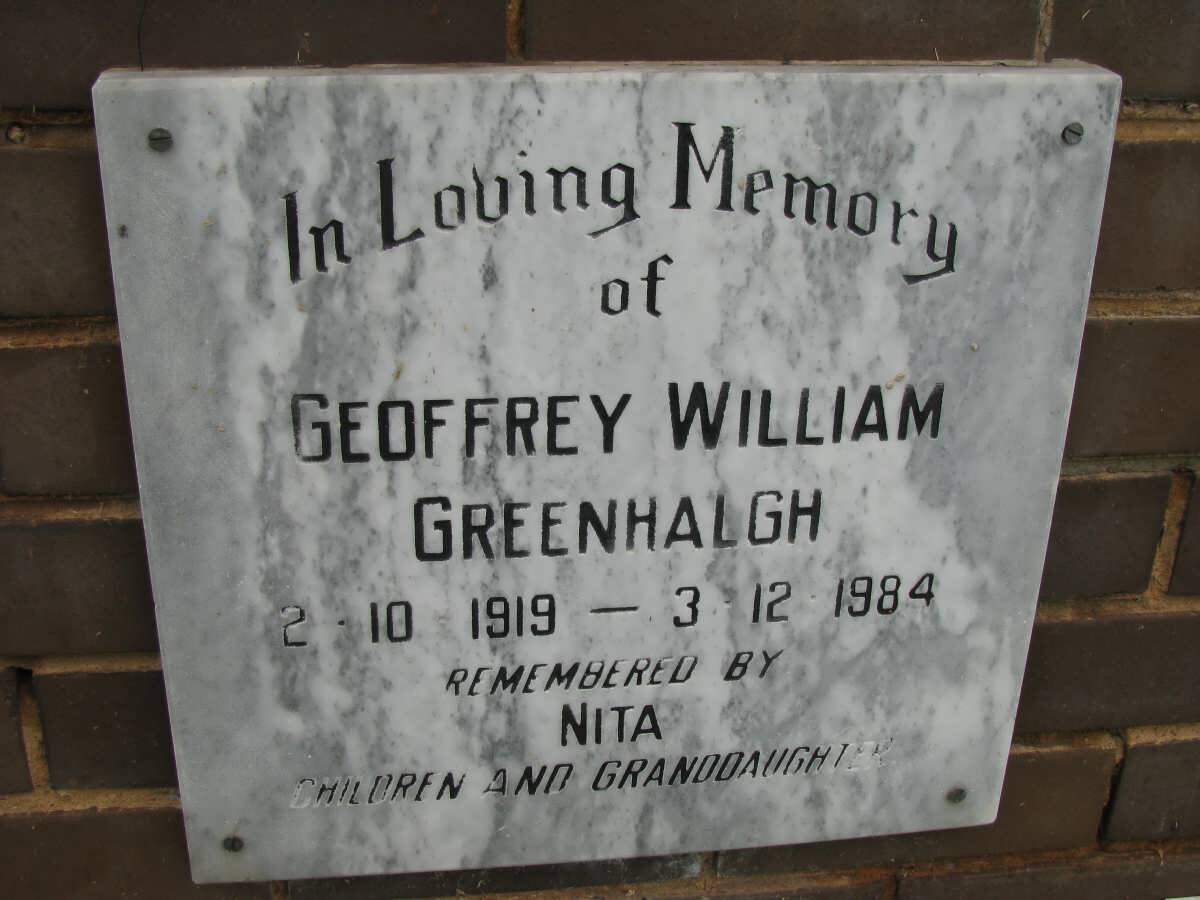 In Loving Memory
of
GEOFFREY WILLIAM
GREENHALGH
2·10 1919 — 3·12·1984
REMEMBERED BY
NITA
CHILDREN AND GRANDDAUGHTER